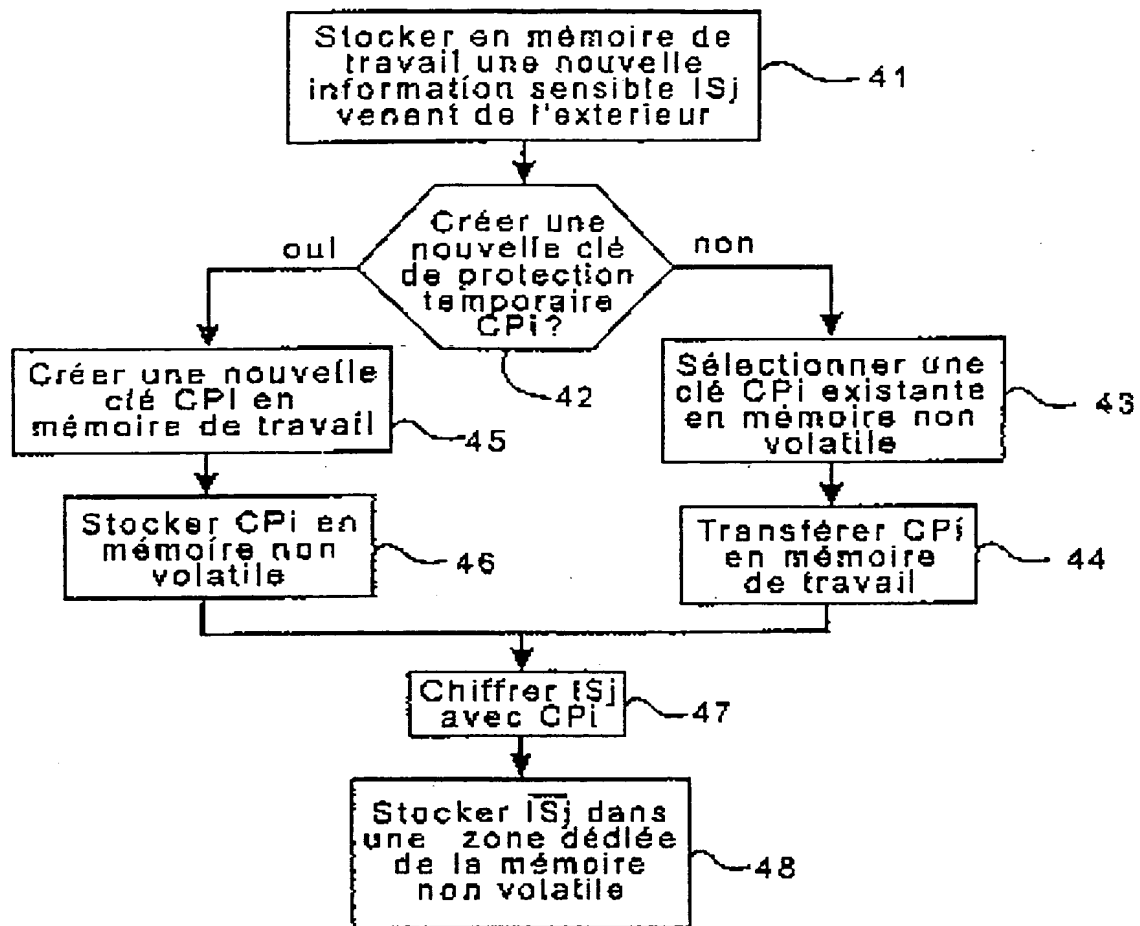 Stocker en mémoire de
travail une nouvelle
information sensible ISj
venant de l'exterieur
41
Créer une
nouvelle clé
de protection
temporaire
CPi?
oui
non
42
Créer une nouvelle
clé CPi en
mémoire de travail
45
Sélectionner une
clé CPi existante
en mémoire non
volatile
43
Stocker CPi en
mémoire non
volatile
46
Transférer CPi
en mémoire
de travail
44
Chiffrer ISj
avec CPi
47
Stocker I̅S̅j̅ dans
une zone dédiée
de la mémoire
non volatile
48